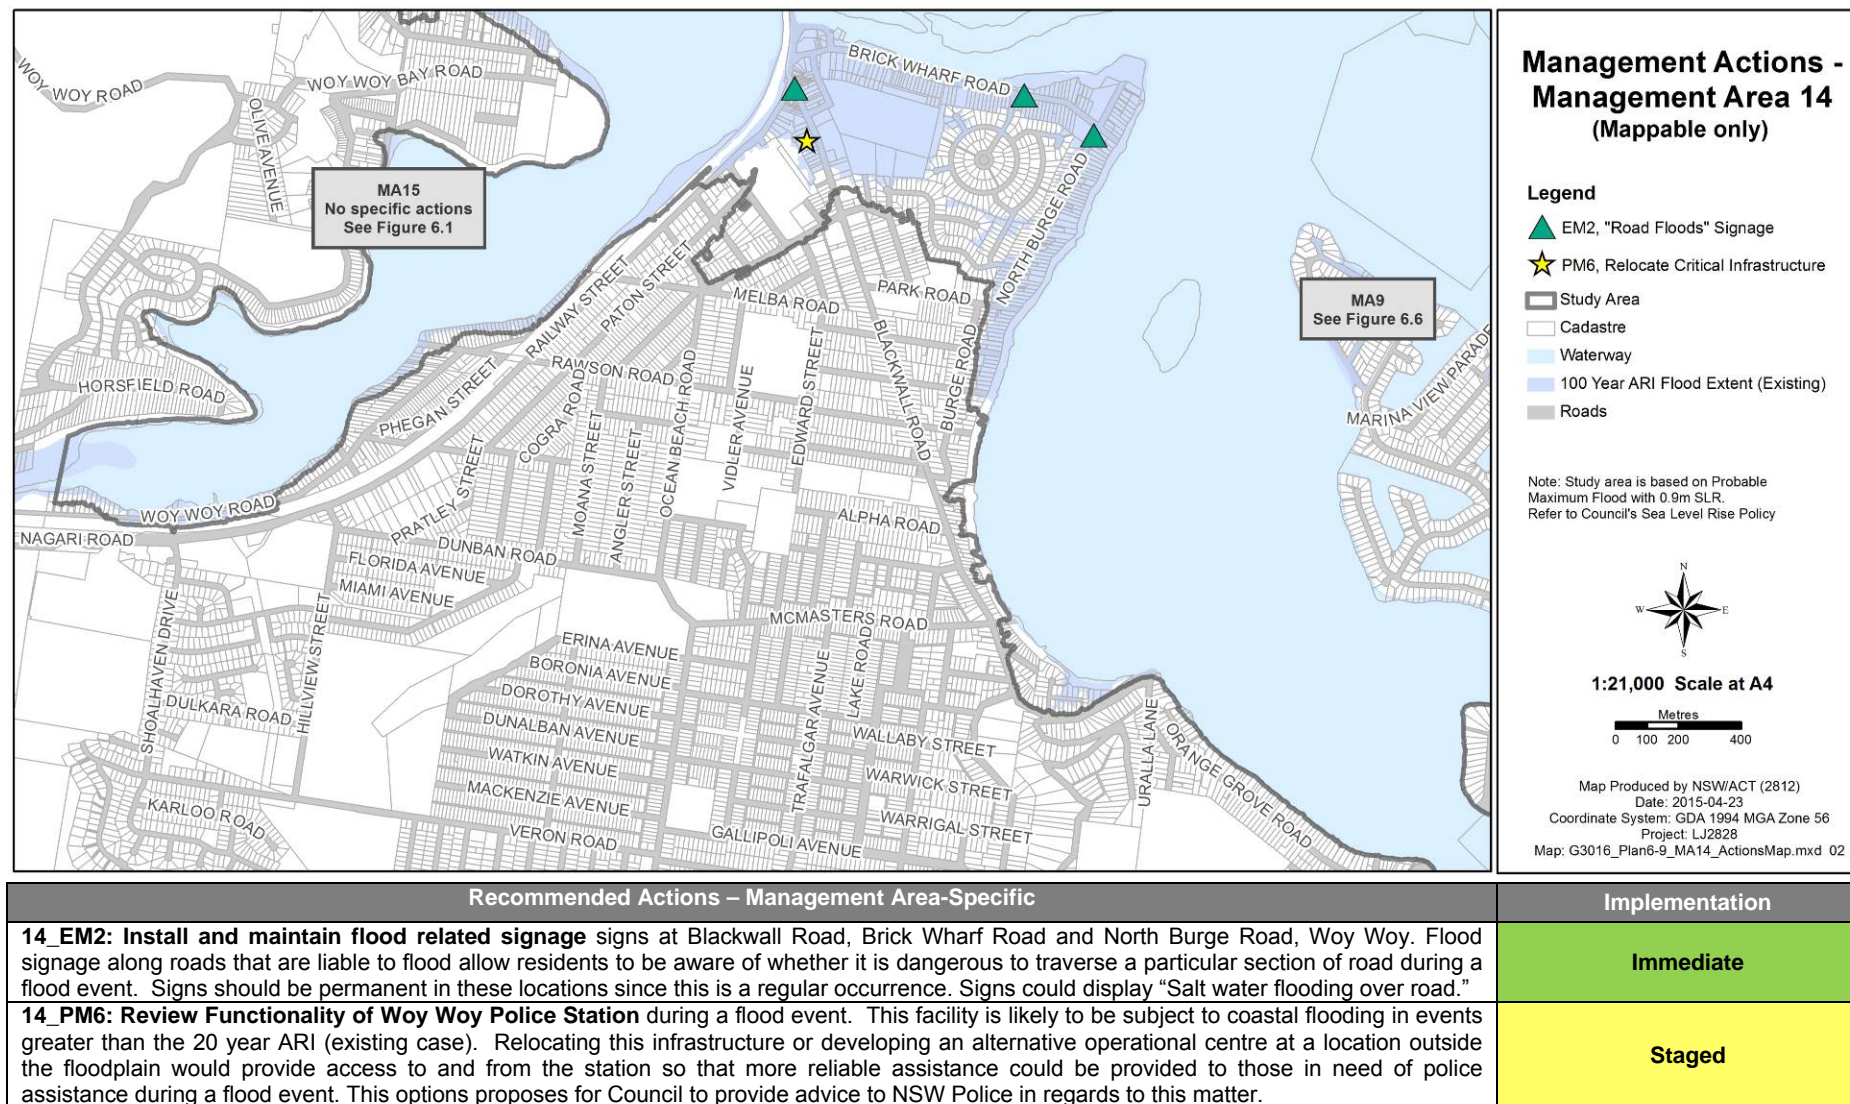 WOY WOY ROAD
WOY WOY BAY ROAD
OLIVE AVENUE
BRICK WHARF ROAD
MA15
No specific actions
See Figure 6.1
NORTH BURGE ROAD
RAILWAY STREET
PATON STREET
MELBA ROAD
PARK ROAD
MA9
See Figure 6.6
HORSFIELD ROAD
PHEGAN STREET
RAWSON ROAD
COGRA ROAD
MOANA STREET
ANGLER STREET
OCEAN BEACH ROAD
VIDLER AVENUE
EDWARD STREET
BLACKWALL ROAD
BURGE ROAD
MARINA VIEW PARADE
WOY WOY ROAD
NAGARI ROAD
PRATLEY STREET
DUNBAN ROAD
ALPHA ROAD
FLORIDA AVENUE
MIAMI AVENUE
MCMASTERS ROAD
SHOALHAVEN DRIVE
HILLVIEW STREET
ERINA AVENUE
BORONIA AVENUE
DOROTHY AVENUE
DUNALBAN AVENUE
WATKIN AVENUE
MACKENZIE AVENUE
VERON ROAD
DULKARA ROAD
KARLOO ROAD
TRAFALGAR AVENUE
LAKE ROAD
WALLABY STREET
WARWICK STREET
WARRIGAL STREET
GALLIPOLI AVENUE
URALLA LANE
ORANGE GROVE ROAD
Management Actions -
Management Area 14
(Mappable only)
Legend
EM2, "Road Floods" Signage
PM6, Relocate Critical Infrastructure
Study Area
Cadastre
Waterway
100 Year ARI Flood Extent (Existing)
Roads
Note: Study area is based on Probable
Maximum Flood with 0.9m SLR.
Refer to Council's Sea Level Rise Policy
N
W E
S
1:21,000 Scale at A4
Metres
0 100 200 400
Map Produced by NSW/ACT (2812)
Date: 2015-04-23
Coordinate System: GDA 1994 MGA Zone 56
Project: LJ2828
Map: G3016_Plan6-9_MA14_ActionsMap.mxd 02
Recommended Actions – Management Area-Specific
Implementation
14_EM2: Install and maintain flood related signage signs at Blackwall Road, Brick Wharf Road and North Burge Road, Woy Woy. Flood
signage along roads that are liable to flood allow residents to be aware of whether it is dangerous to traverse a particular section of road during a
flood event. Signs should be permanent in these locations since this is a regular occurrence. Signs could display “Salt water flooding over road.”
Immediate
14_PM6: Review Functionality of Woy Woy Police Station during a flood event. This facility is likely to be subject to coastal flooding in events
greater than the 20 year ARI (existing case). Relocating this infrastructure or developing an alternative operational centre at a location outside
the floodplain would provide access to and from the station so that more reliable assistance could be provided to those in need of police
assistance during a flood event. This options proposes for Council to provide advice to NSW Police in regards to this matter.
Staged